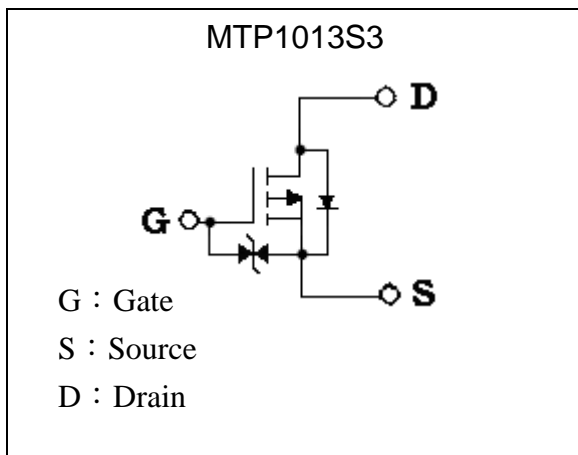 MTP1013S3
D
G
S
G：Gate
S：Source
D：Drain